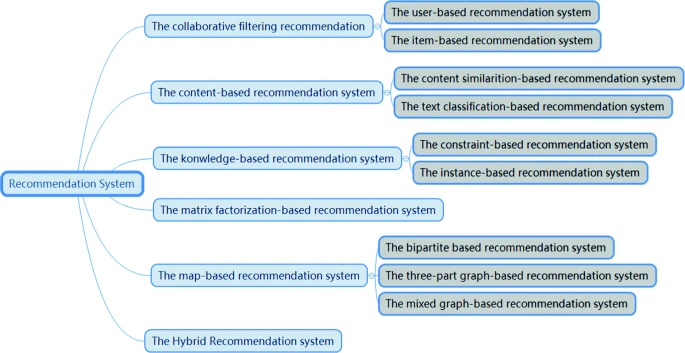 The collaborative filtering recommendation
The user-based recommendation system
The item-based recommendation system
The content-based recommendation system
The content similarition-based recommendation system
The text classification-based recommendation system
The konwledge-based recommendation system
The constraint-based recommendation system
The instance-based recommendation system
Recommendation System
The matrix factorization-based recommendation system
The map-based recommendation system
The bipartite based recommendation system
The three-part graph-based recommendation system
The mixed graph-based recommendation system
The Hybrid Recommendation system